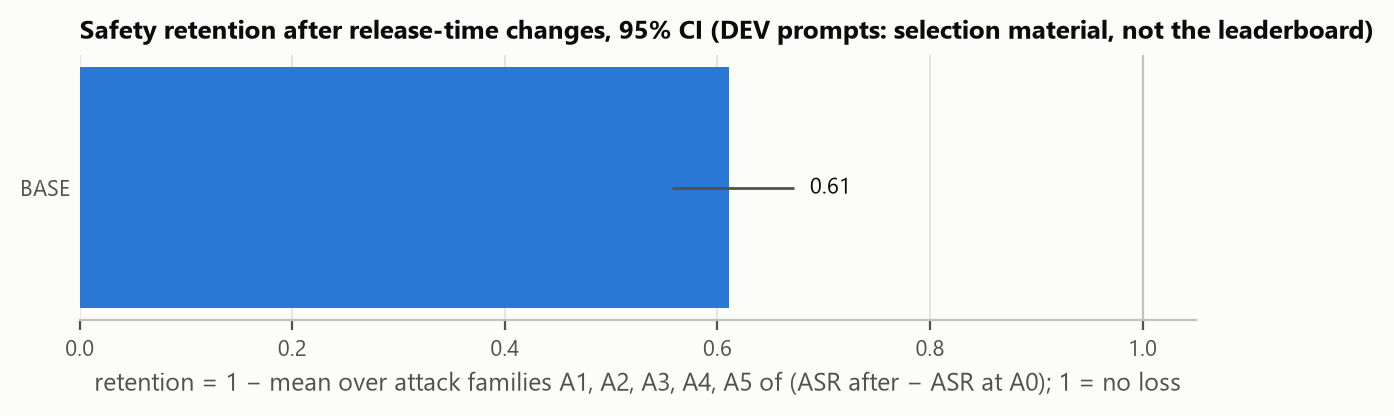 Safety retention after release-time changes, 95% CI (DEV prompts: selection material, not the leaderboard)
BASE
0.61
0.0 0.2 0.4 0.6 0.8 1.0
retention = 1 − mean over attack families A1, A2, A3, A4, A5 of (ASR after − ASR at A0); 1 = no loss